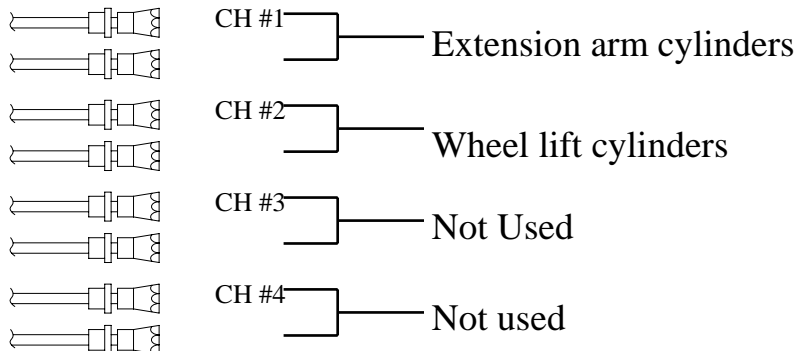 CH #1
Extension arm cylinders
CH #2
Wheel lift cylinders
CH #3
Not Used
CH #4
Not used